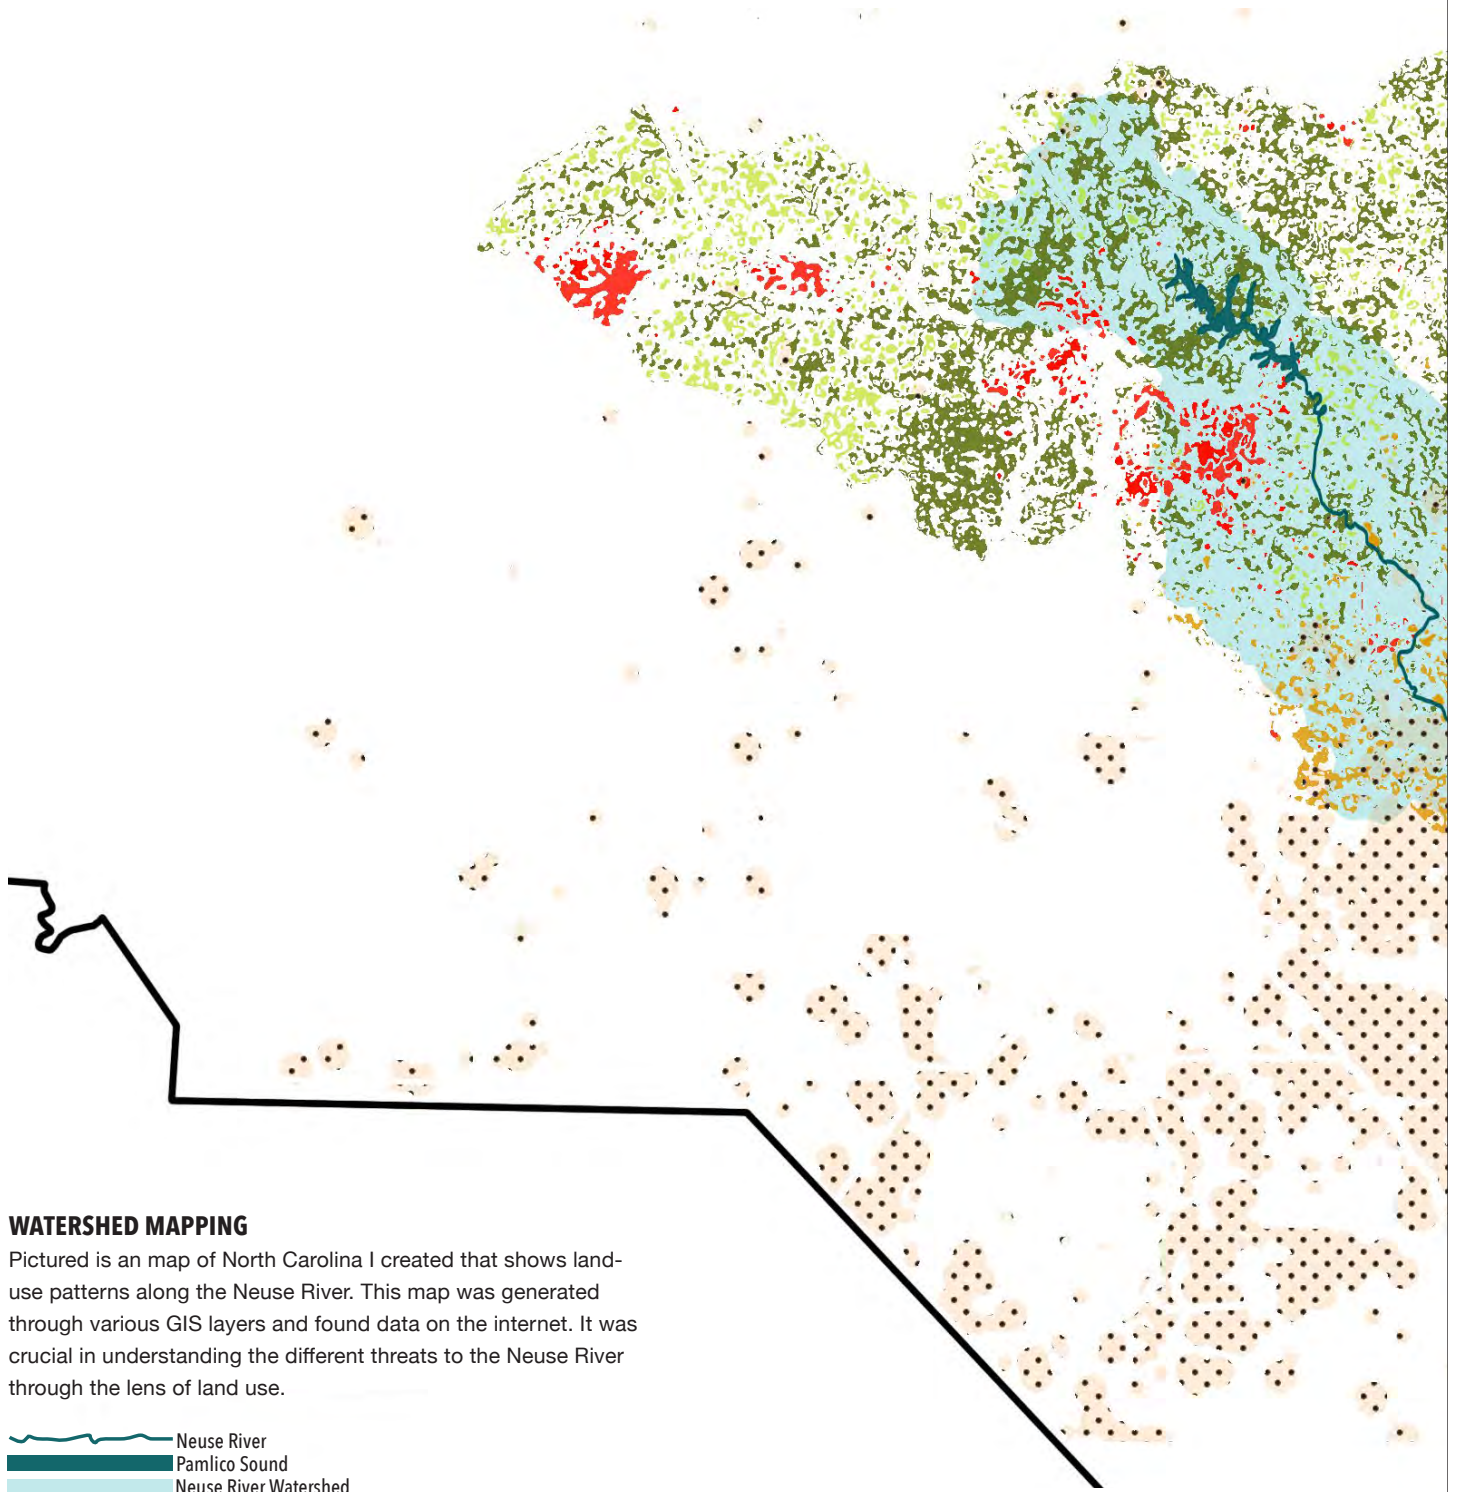 WATERSHED MAPPING
Pictured is an map of North Carolina I created that shows land-
use patterns along the Neuse River. This map was generated
through various GIS layers and found data on the internet. It was
crucial in understanding the different threats to the Neuse River
through the lens of land use.
Neuse River
Pamlico Sound
Neuse River Watershed